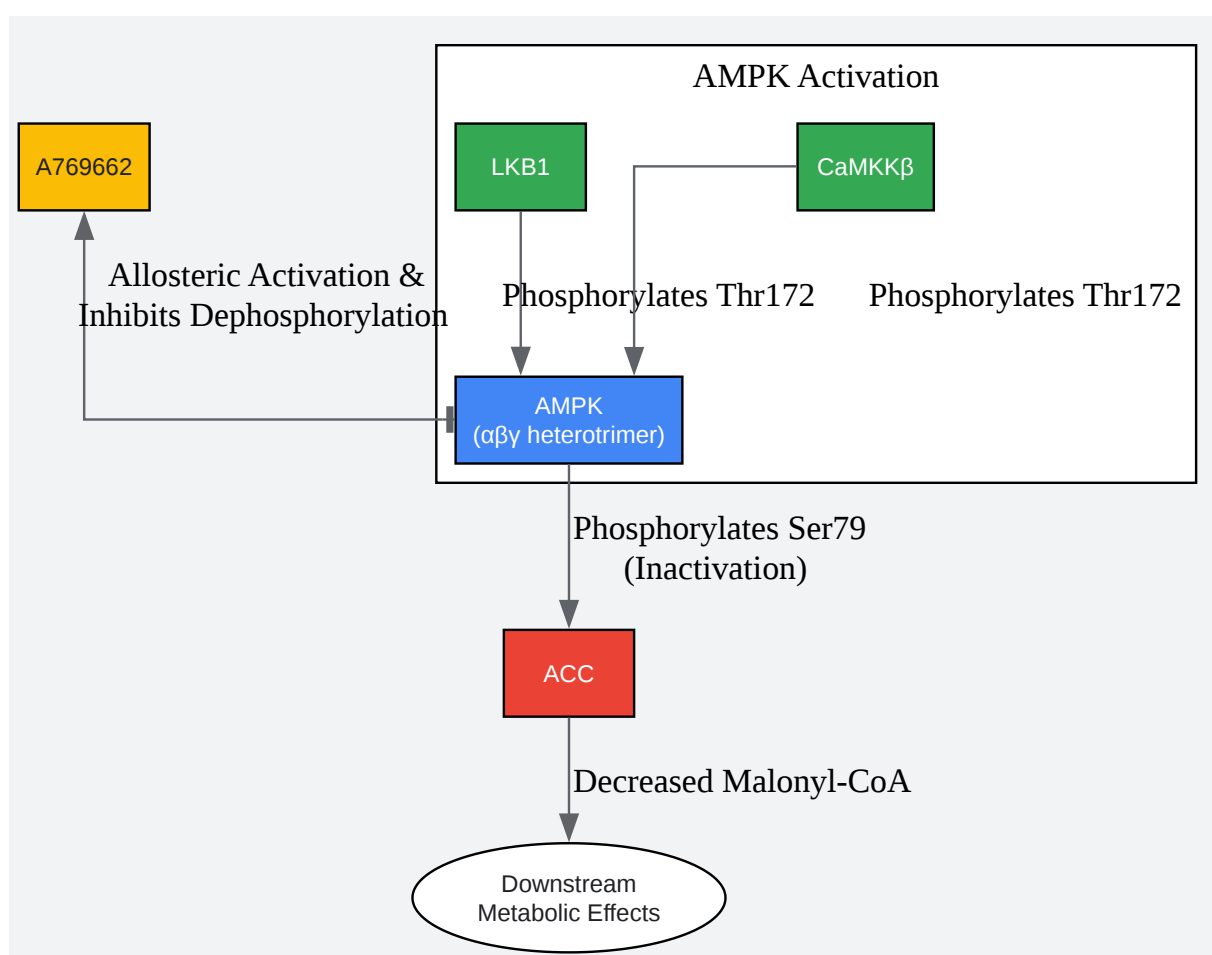 AMPK Activation
A769662
LKB1
CaMKKβ
Allosteric Activation &
Inhibits Dephosphorylation
Phosphorylates Thr172
Phosphorylates Thr172
AMPK
(αβγ heterotrimer)
Phosphorylates Ser79
(Inactivation)
ACC
Decreased Malonyl-CoA
Downstream
Metabolic Effects